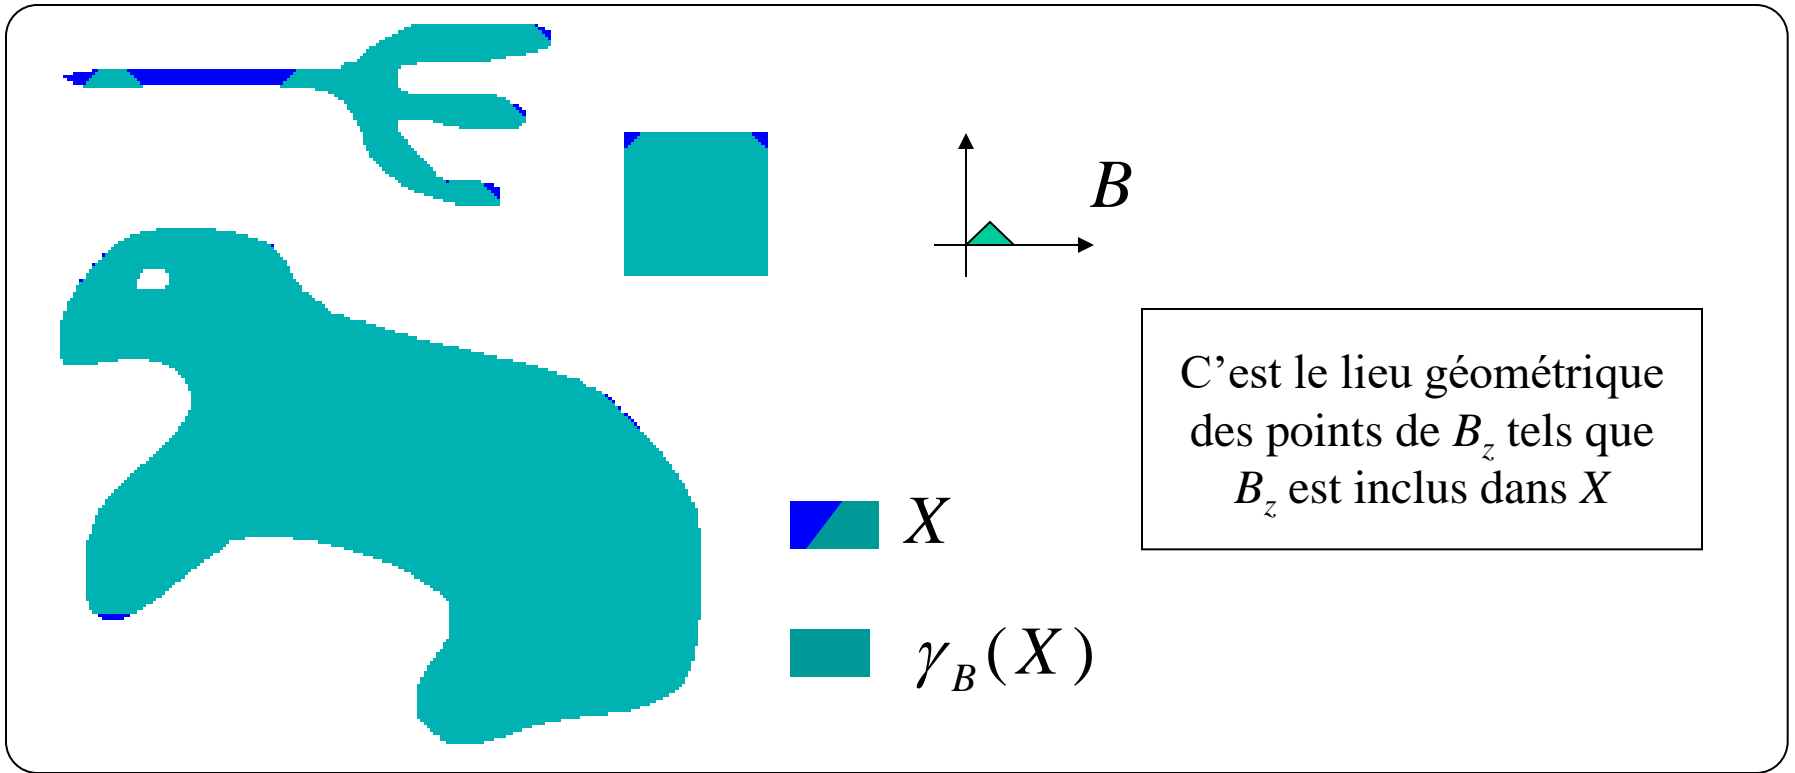 B
C’est le lieu géométrique
des points de B_z tels que
B_z est inclus dans X
X
γ_B(X)